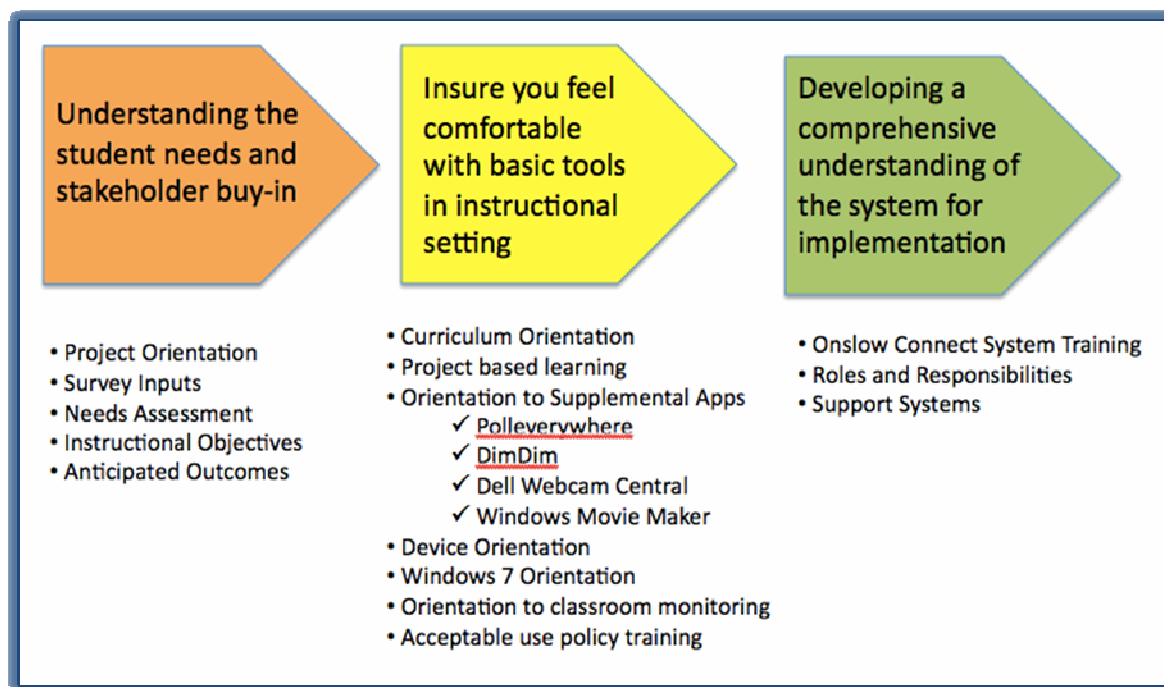 Understanding the
student needs and
stakeholder buy-in
• Project Orientation
• Survey Inputs
• Needs Assessment
• Instructional Objectives
• Anticipated Outcomes
Insure you feel
comfortable
with basic tools
in instructional
setting
• Curriculum Orientation
• Project based learning
• Orientation to Supplemental Apps
✓ Polleverywhere
✓ DimDim
✓ Dell Webcam Central
✓ Windows Movie Maker
• Device Orientation
• Windows 7 Orientation
• Orientation to classroom monitoring
• Acceptable use policy training
Developing a
comprehensive
understanding of
the system for
implementation
• Onslow Connect System Training
• Roles and Responsibilities
• Support Systems